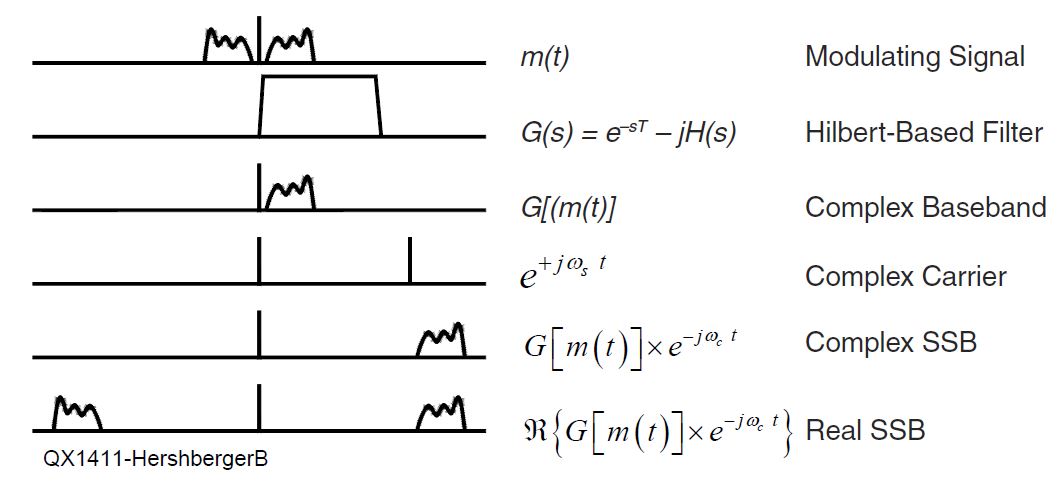 m(t) Modulating Signal
G(s) = e^–sT – jH(s) Hilbert-Based Filter
G[(m(t)] Complex Baseband
e^+jω_s t Complex Carrier
G[m(t)]×e^−jω_c t Complex SSB
ℜ{G[m(t)]×e^−jω_c t} Real SSB
QX1411-HershbergerB